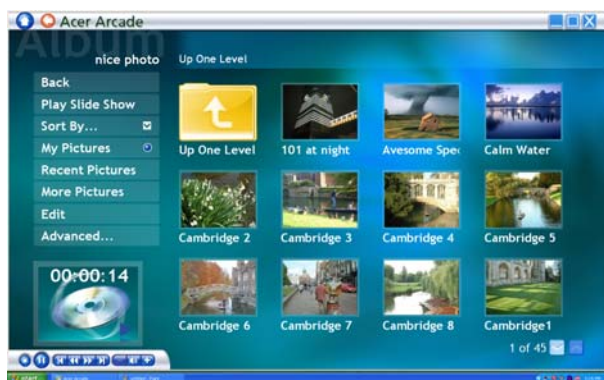 Acer Arcade
Album
nice photo
Up One Level
Back
Play Slide Show
Sort By...
My Pictures
Recent Pictures
More Pictures
Edit
Advanced...
Up One Level
101 at night
Avesome Spec
Calm Water
Cambridge 2
Cambridge 3
Cambridge 4
Cambridge 5
Cambridge 6
Cambridge 7
Cambridge 8
Cambridge1
00:00:14
1 of 45
start